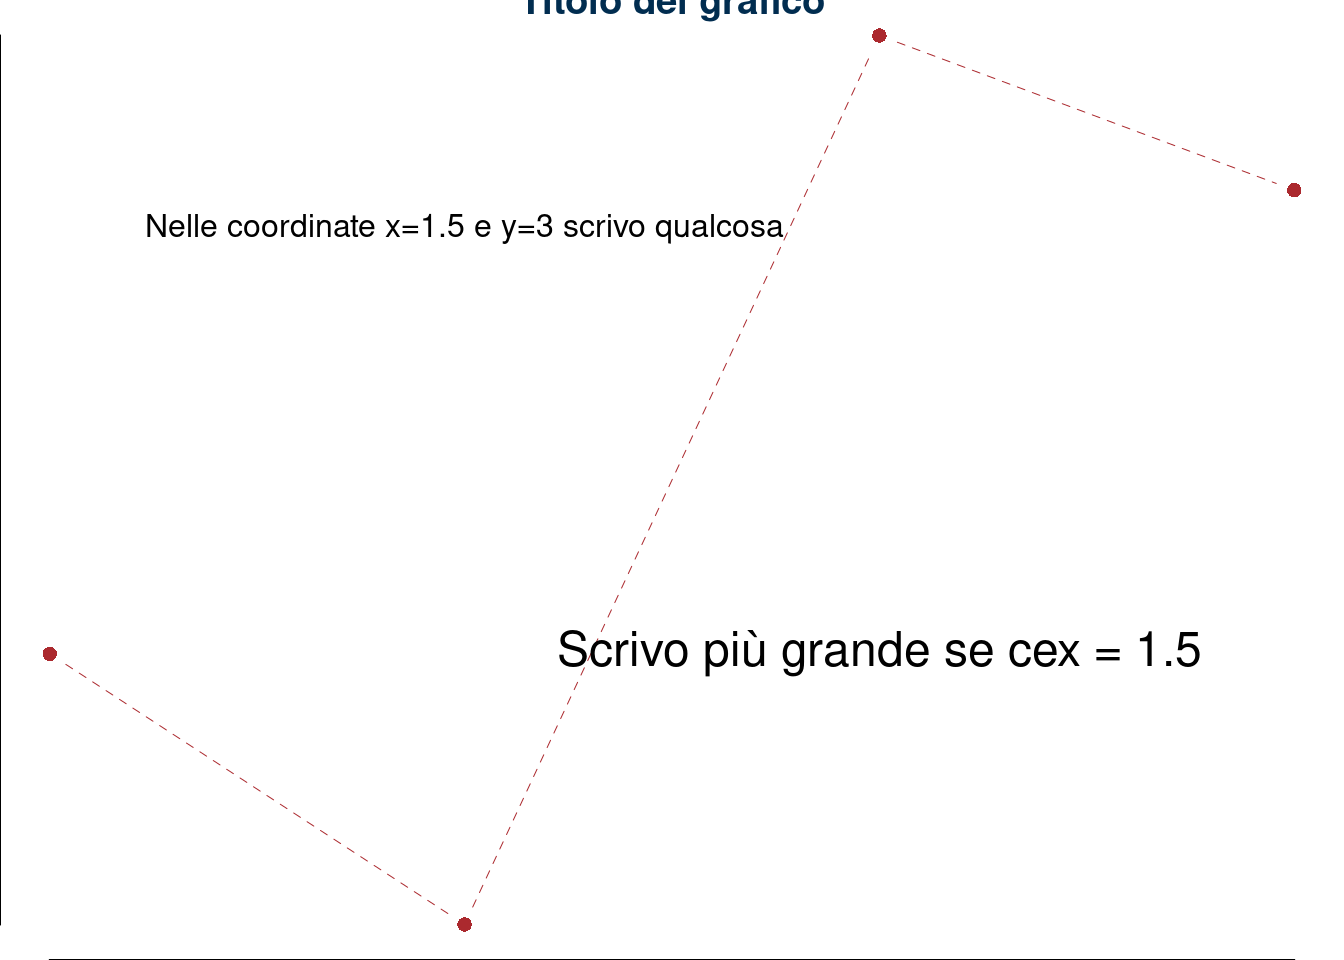 Titolo del grafico
Nelle coordinate x=1.5 e y=3 scrivo qualcosa
Scrivo più grande se cex = 1.5